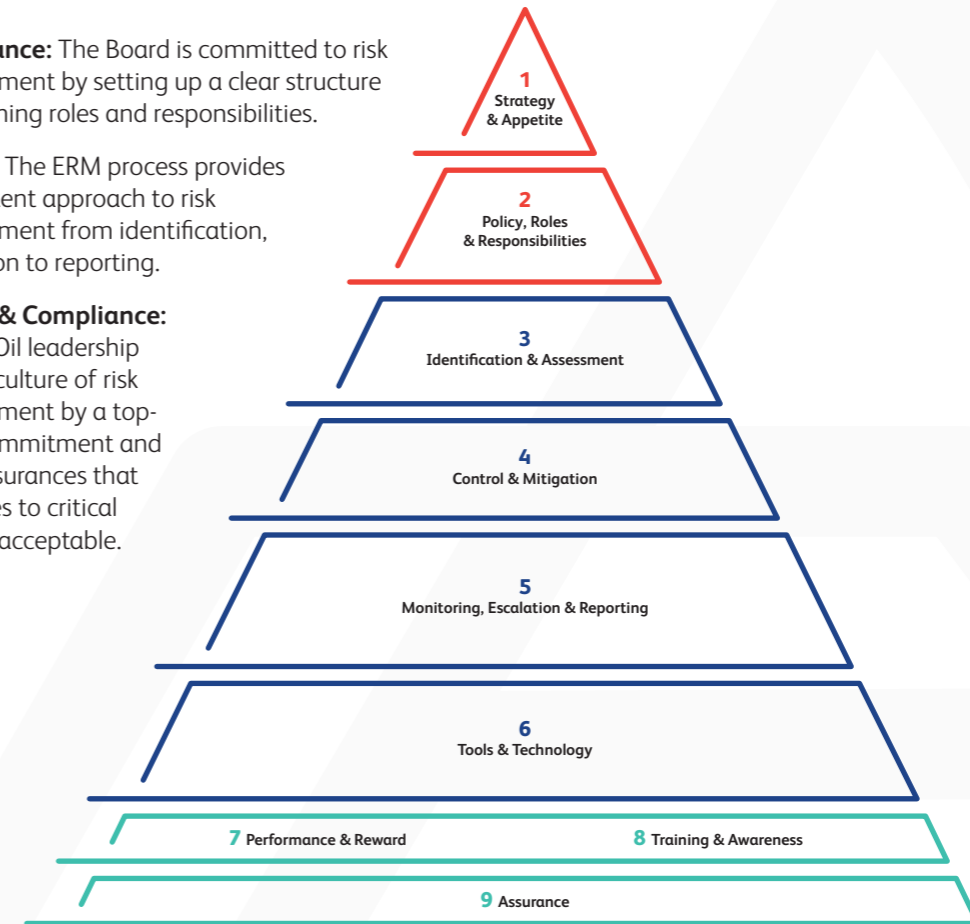 ance: The Board is committed to risk
ment by setting up a clear structure
ning roles and responsibilities.
The ERM process provides
ent approach to risk
ment from identification,
on to reporting.
& Compliance:
Oil leadership
culture of risk
ment by a top-
ommitment and
surances that
es to critical
acceptable.
1
Strategy
& Appetite
2
Policy, Roles
& Responsibilities
3
Identification & Assessment
4
Control & Mitigation
5
Monitoring, Escalation & Reporting
6
Tools & Technology
7 Performance & Reward
8 Training & Awareness
9 Assurance